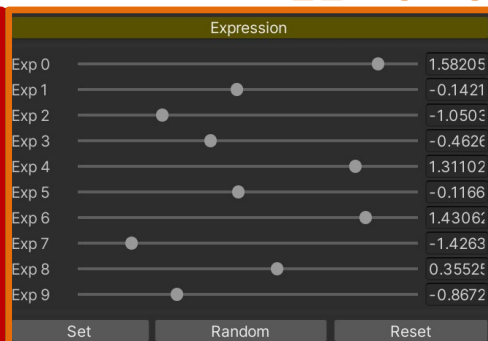 Expression
Exp 0 1.58205
Exp 1 -0.1421
Exp 2 -1.0503
Exp 3 -0.4626
Exp 4 1.31102
Exp 5 -0.1166
Exp 6 1.43062
Exp 7 -1.4263
Exp 8 0.35525
Exp 9 -0.8672
Set Random Reset